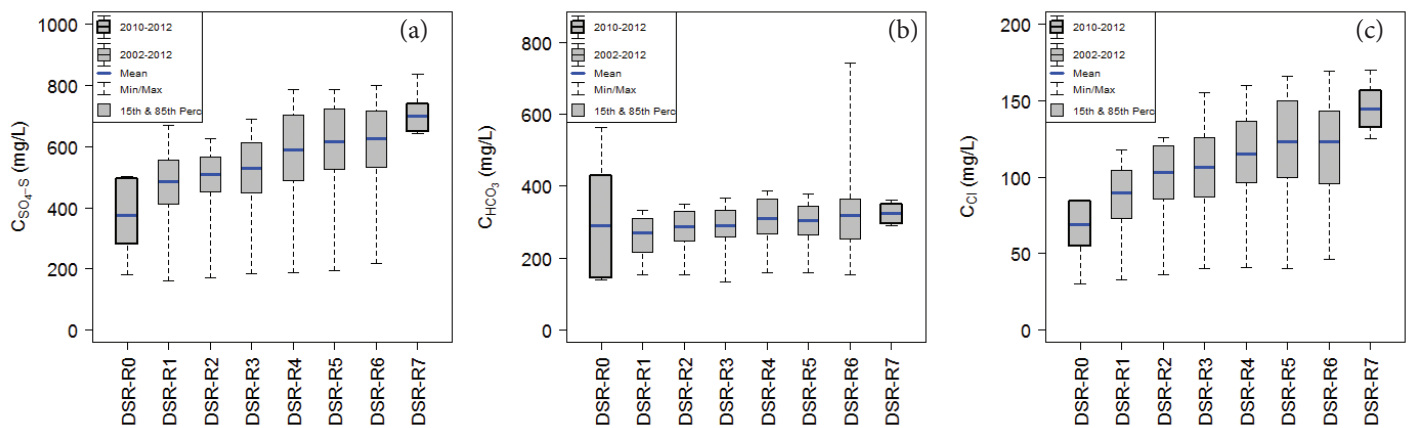 (a)
2010-2012
2002-2012
Mean
Min/Max
15th & 85th Perc
C_SO₄−S (mg/L)
1000
800
600
400
200
0
DSR-R0
DSR-R1
DSR-R2
DSR-R3
DSR-R4
DSR-R5
DSR-R6
DSR-R7
(b)
2010-2012
2002-2012
Mean
Min/Max
15th & 85th Perc
C_HCO₃ (mg/L)
800
600
400
200
0
DSR-R0
DSR-R1
DSR-R2
DSR-R3
DSR-R4
DSR-R5
DSR-R6
DSR-R7
(c)
2010-2012
2002-2012
Mean
Min/Max
15th & 85th Perc
C_Cl (mg/L)
200
150
100
50
0
DSR-R0
DSR-R1
DSR-R2
DSR-R3
DSR-R4
DSR-R5
DSR-R6
DSR-R7